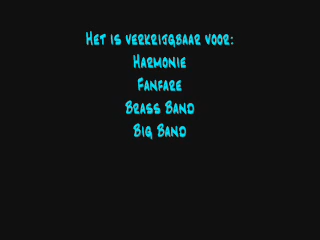 Het is verkrijgbaar voor:
Harmonie
Fanfare
Brass Band
Big Band